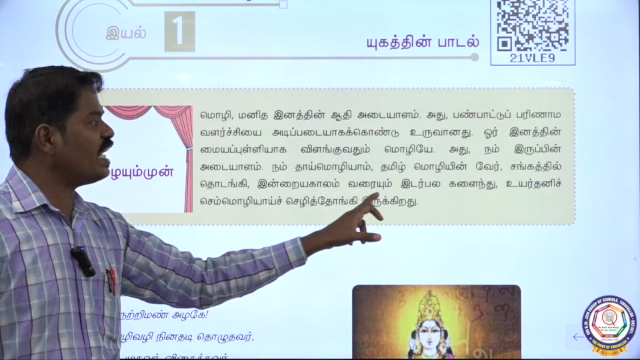 இயல்
1
யுகத்தின் பாடல்
21VLE9
மொழி, மனித இனத்தின் ஆதி அடையாளம். அது, பண்பாட்டுப் பரிணாம
வளர்ச்சியை அடிப்படையாகக்கொண்டு உருவானது. ஓர் இனத்தின்
மையப்புள்ளியாக விளங்குவதும் மொழியே. அது, நம் இருப்பின்
அடையாளம். நம் தாய்மொழியாம், தமிழ் மொழியின் வேர், சங்கத்தில்
தொடங்கி, இன்றையகாலம் வரையும் இடர்பல களைந்து, உயர்தனிச்
செம்மொழியாய்ச் செழித்தோங்கி
ழையும்முன்
அழகே!
நினதடி தொழுதவர்,